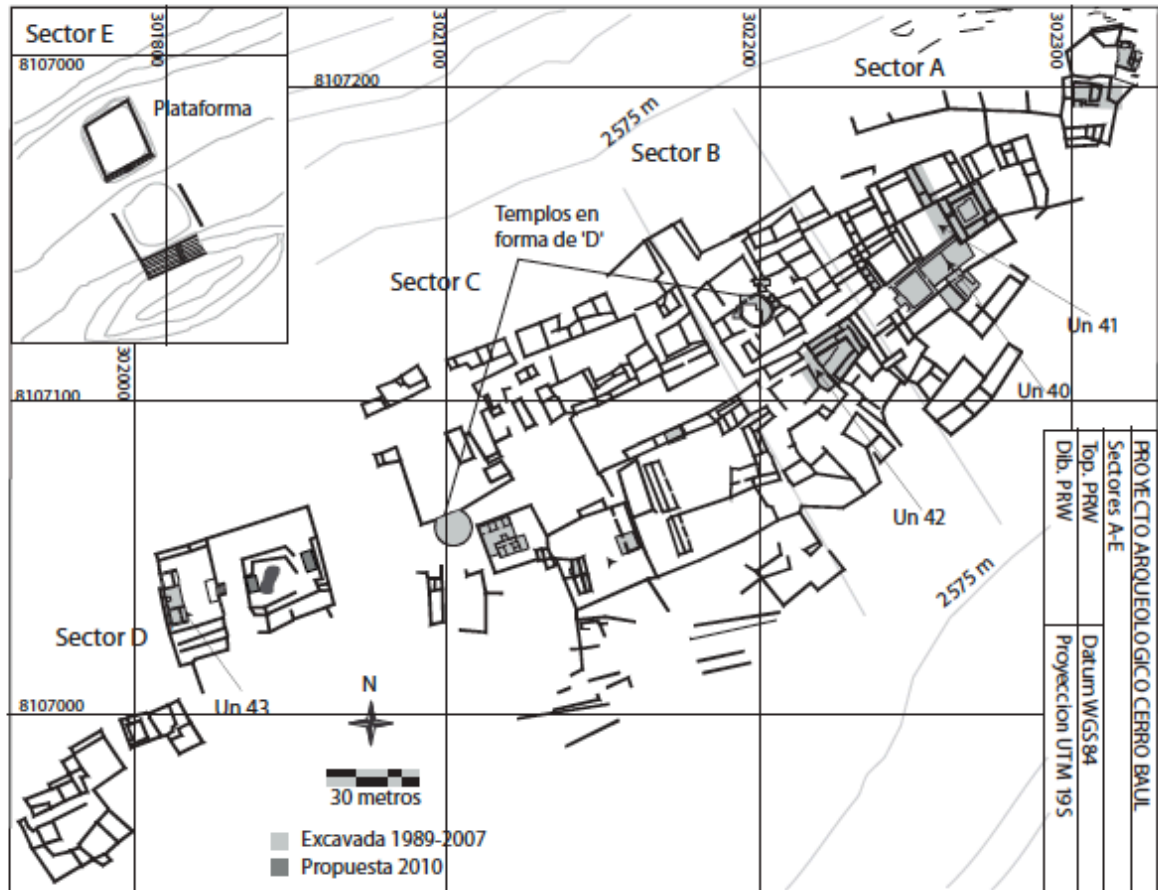 Sector E
301800
8107000
Plataforma
302100
302200
302300
8107200
Sector A
2575 m
Sector B
Templos en
forma de 'D'
Sector C
Un 41
302000
8107100
Un 40
Un 42
2575 m
Sector D
Un 43
8107000
N
30 metros
Excavada 1989-2007
Propuesta 2010
PROYECTO ARQUEOLOGICO CERRO BAUL
Sectores A-E
Top. PRW
Datum WGS84
Dib. PRW
Proyeccion UTM 19S